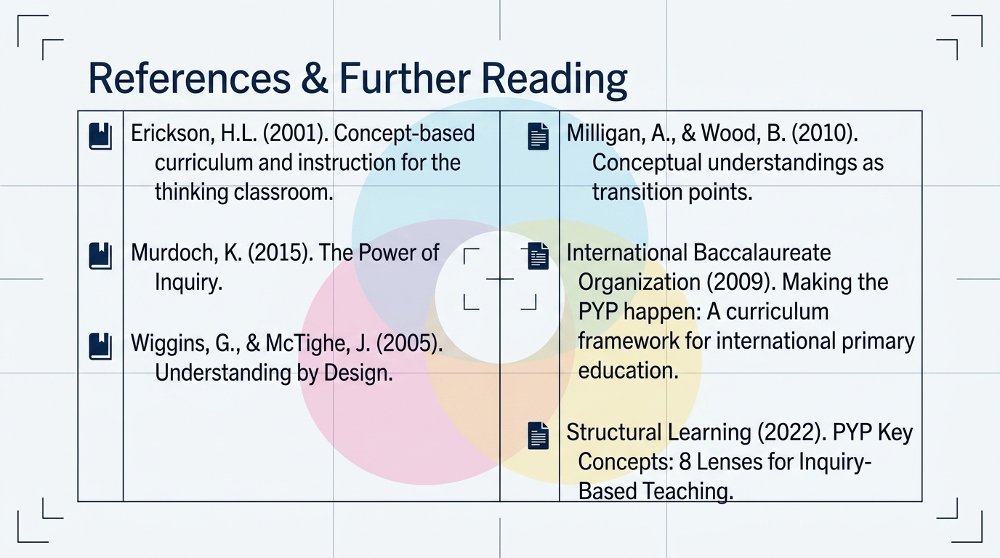 References & Further Reading
Erickson, H.L. (2001). Concept-based
curriculum and instruction for the
thinking classroom.
Murdoch, K. (2015). The Power of
Inquiry.
Wiggins, G., & McTighe, J. (2005).
Understanding by Design.
Milligan, A., & Wood, B. (2010).
Conceptual understandings as
transition points.
International Baccalaureate
Organization (2009). Making the
PYP happen: A curriculum
framework for international primary
education.
Structural Learning (2022). PYP Key
Concepts: 8 Lenses for Inquiry-
Based Teaching.